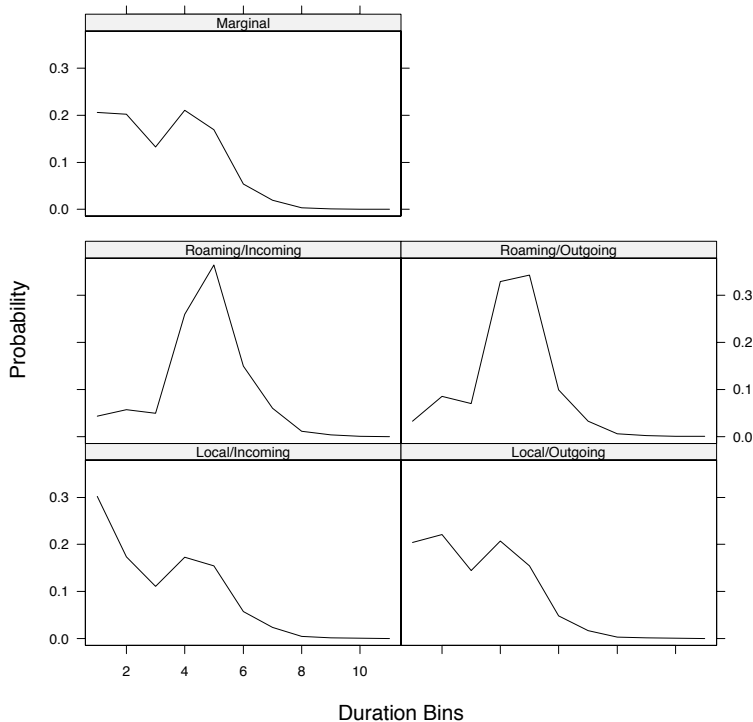 Marginal
0.3
0.2
0.1
0.0
Roaming/Incoming
Roaming/Outgoing
0.3
0.2
0.1
0.0
Probability
Local/Incoming
Local/Outgoing
0.3
0.2
0.1
0.0
2 4 6 8 10
Duration Bins